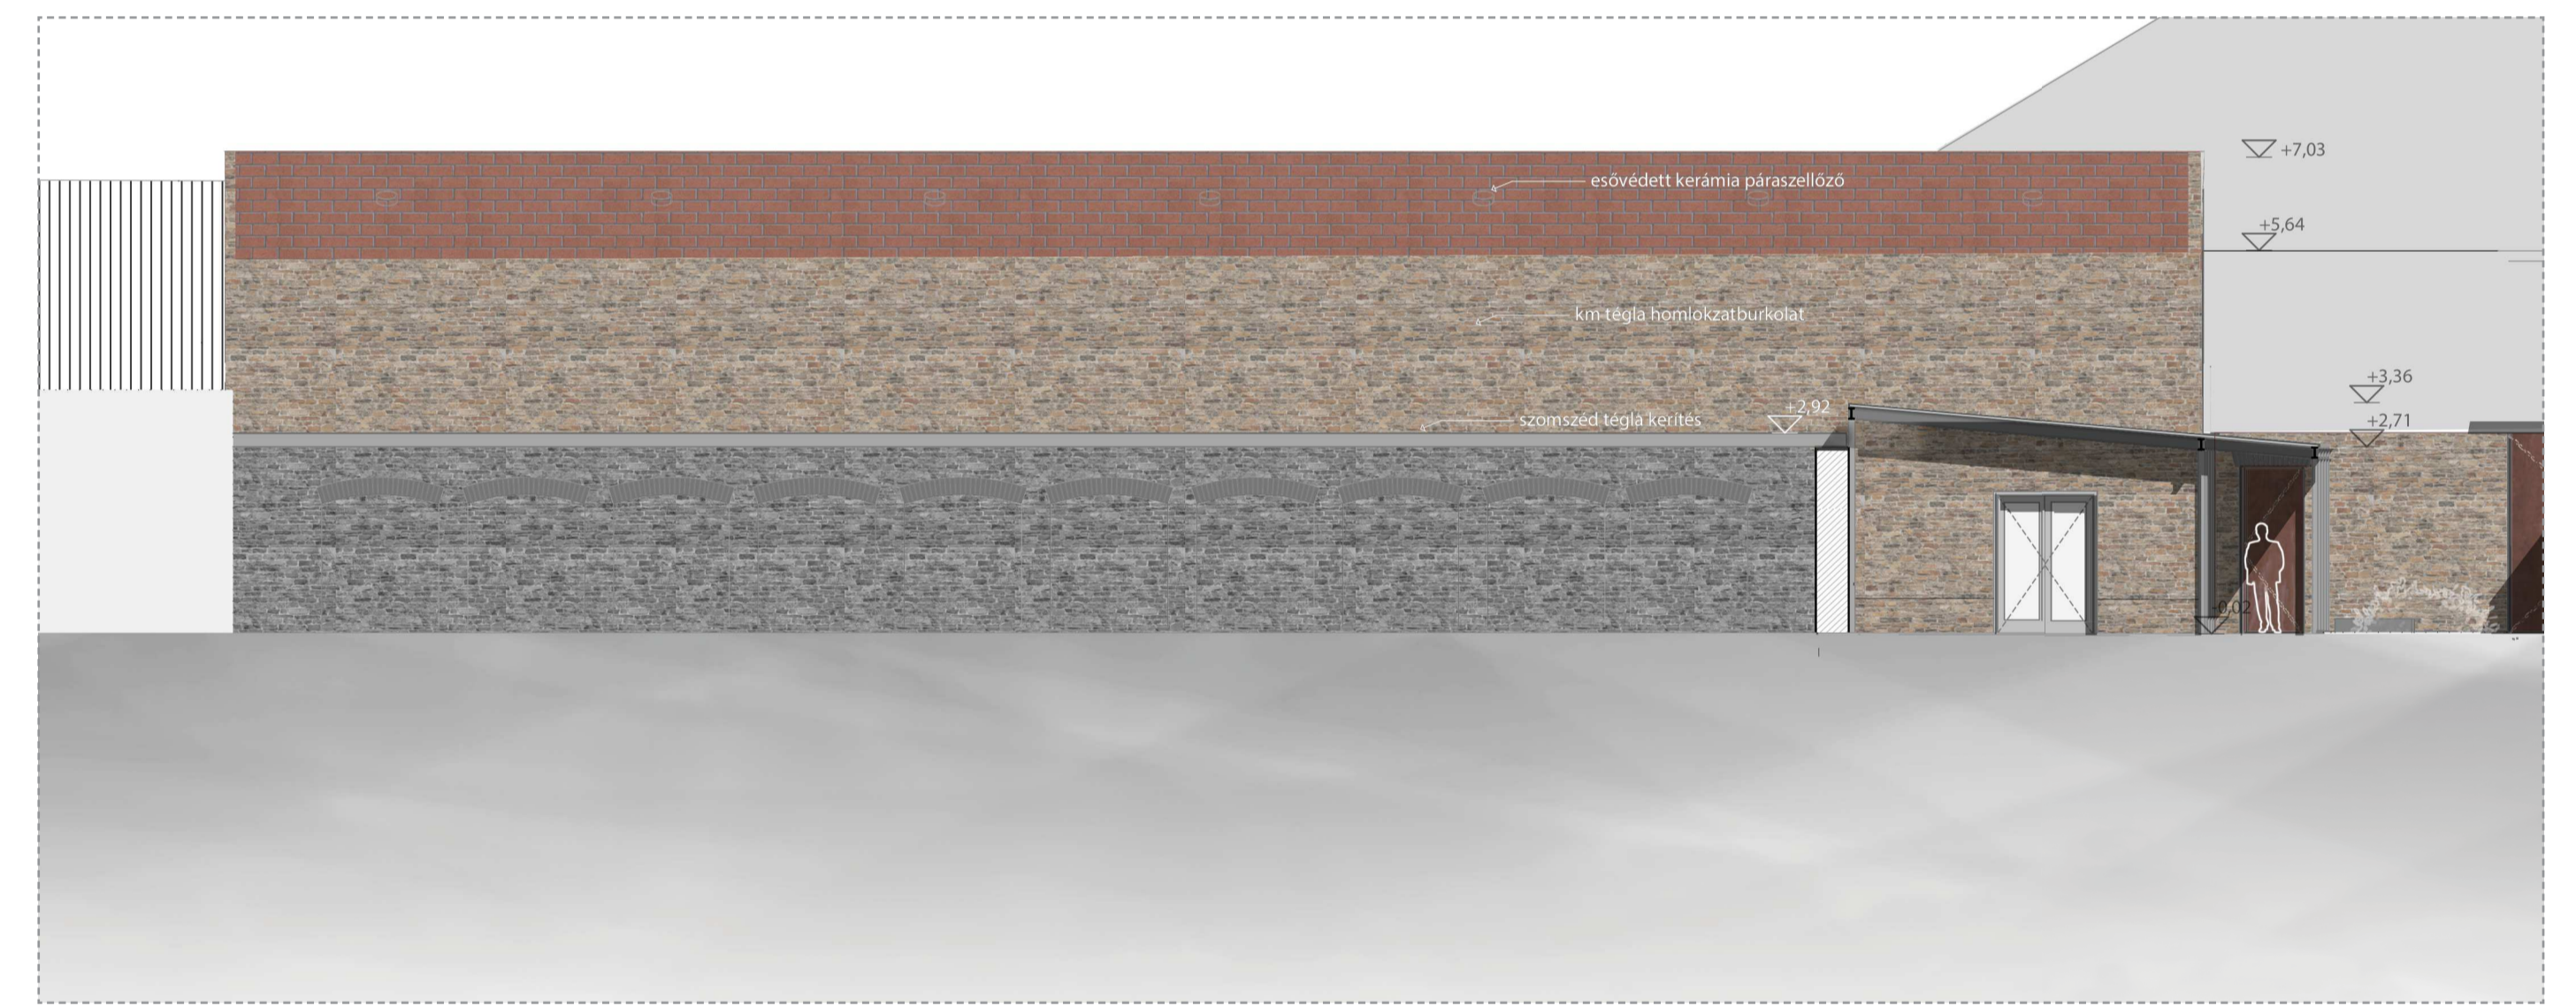 +7,03
esővédett kerámia páraszellőző
+5,64
km tégla homlokzatburkolat
+3,36
+2,92
szomszéd tégla kerítés
+2,71
-0,02